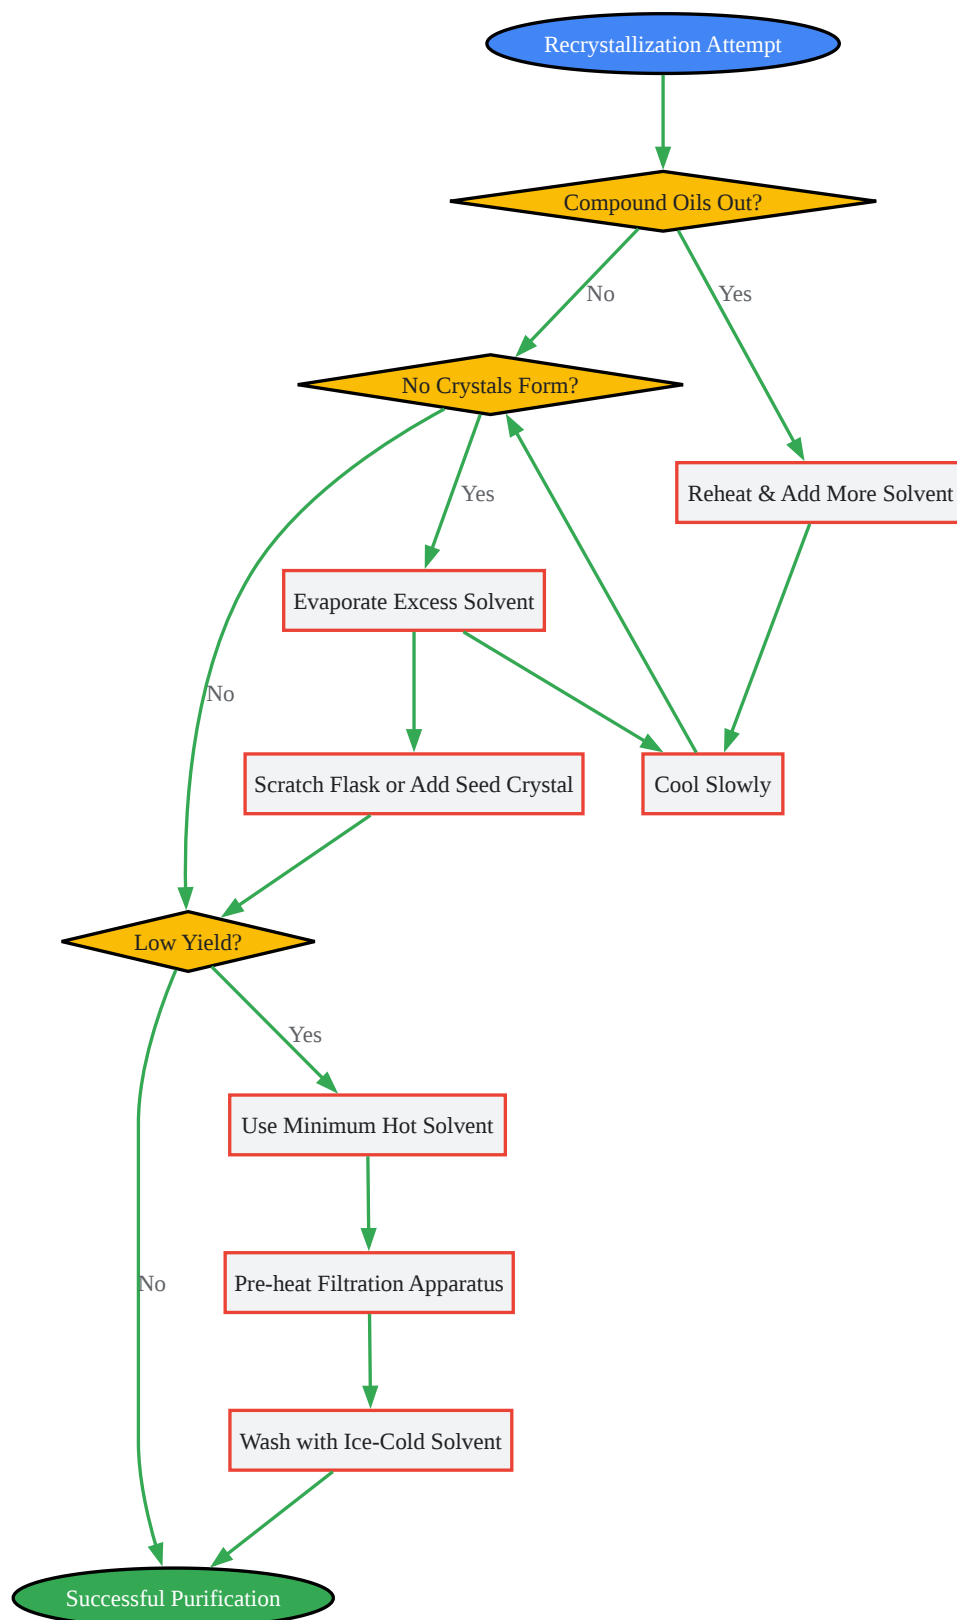 Recrystallization Attempt
Compound Oils Out?
No
Yes
No Crystals Form?
Yes
Reheat & Add More Solvent
Evaporate Excess Solvent
No
Scratch Flask or Add Seed Crystal
Cool Slowly
Low Yield?
Yes
Use Minimum Hot Solvent
No
Pre-heat Filtration Apparatus
Wash with Ice-Cold Solvent
Successful Purification